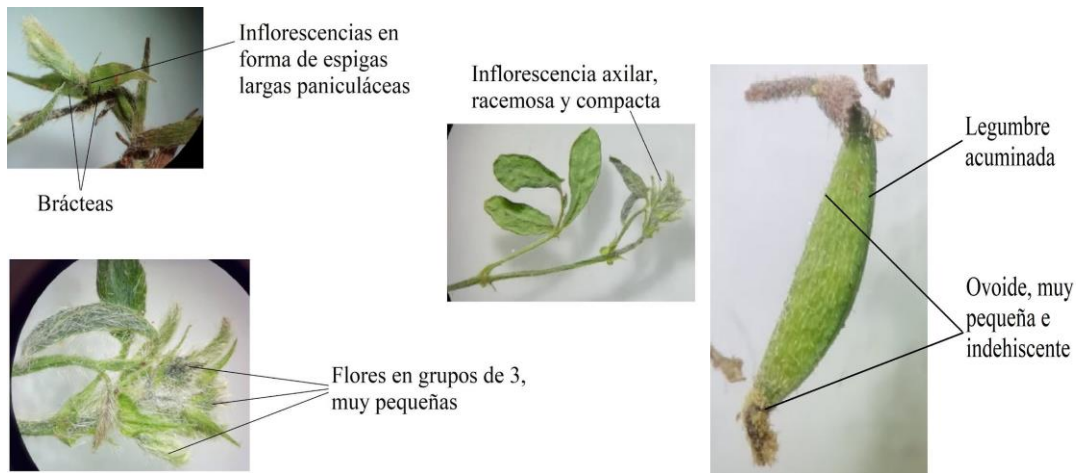 Inflorescencias en
forma de espigas
largas paniculáceas
Brácteas
Inflorescencia axilar,
racemosa y compacta
Legumbre
acuminada
Ovoide, muy
pequeña e
indehiscente
Flores en grupos de 3,
muy pequeñas